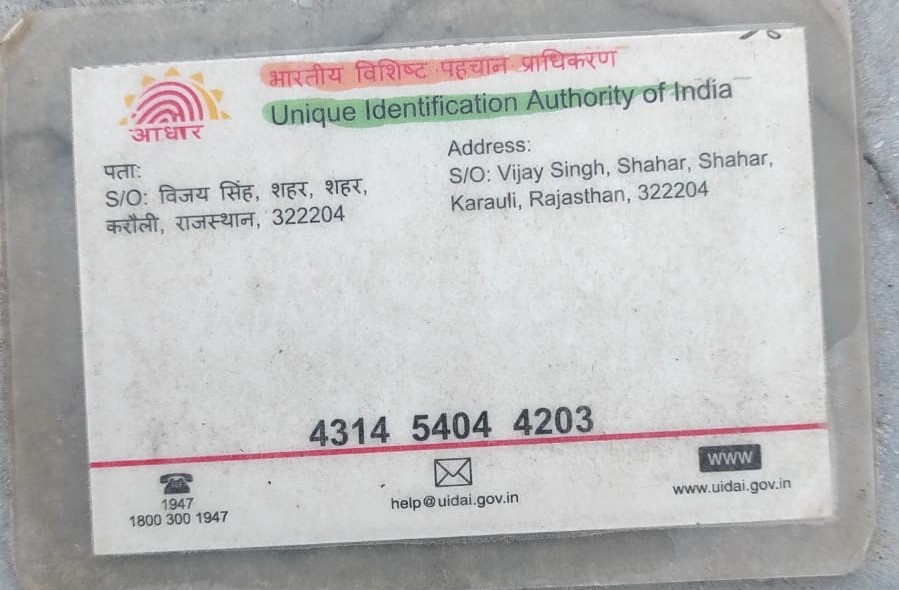 भारतीय विशिष्ट पहचान प्राधिकरण
Unique Identification Authority of India
आधार
पता:
S/O: विजय सिंह, शहर, शहर,
करौली, राजस्थान, 322204
Address:
S/O: Vijay Singh, Shahar, Shahar,
Karauli, Rajasthan, 322204
4314 5404 4203
1947
1800 300 1947
help@uidai.gov.in
WWW
www.uidai.gov.in